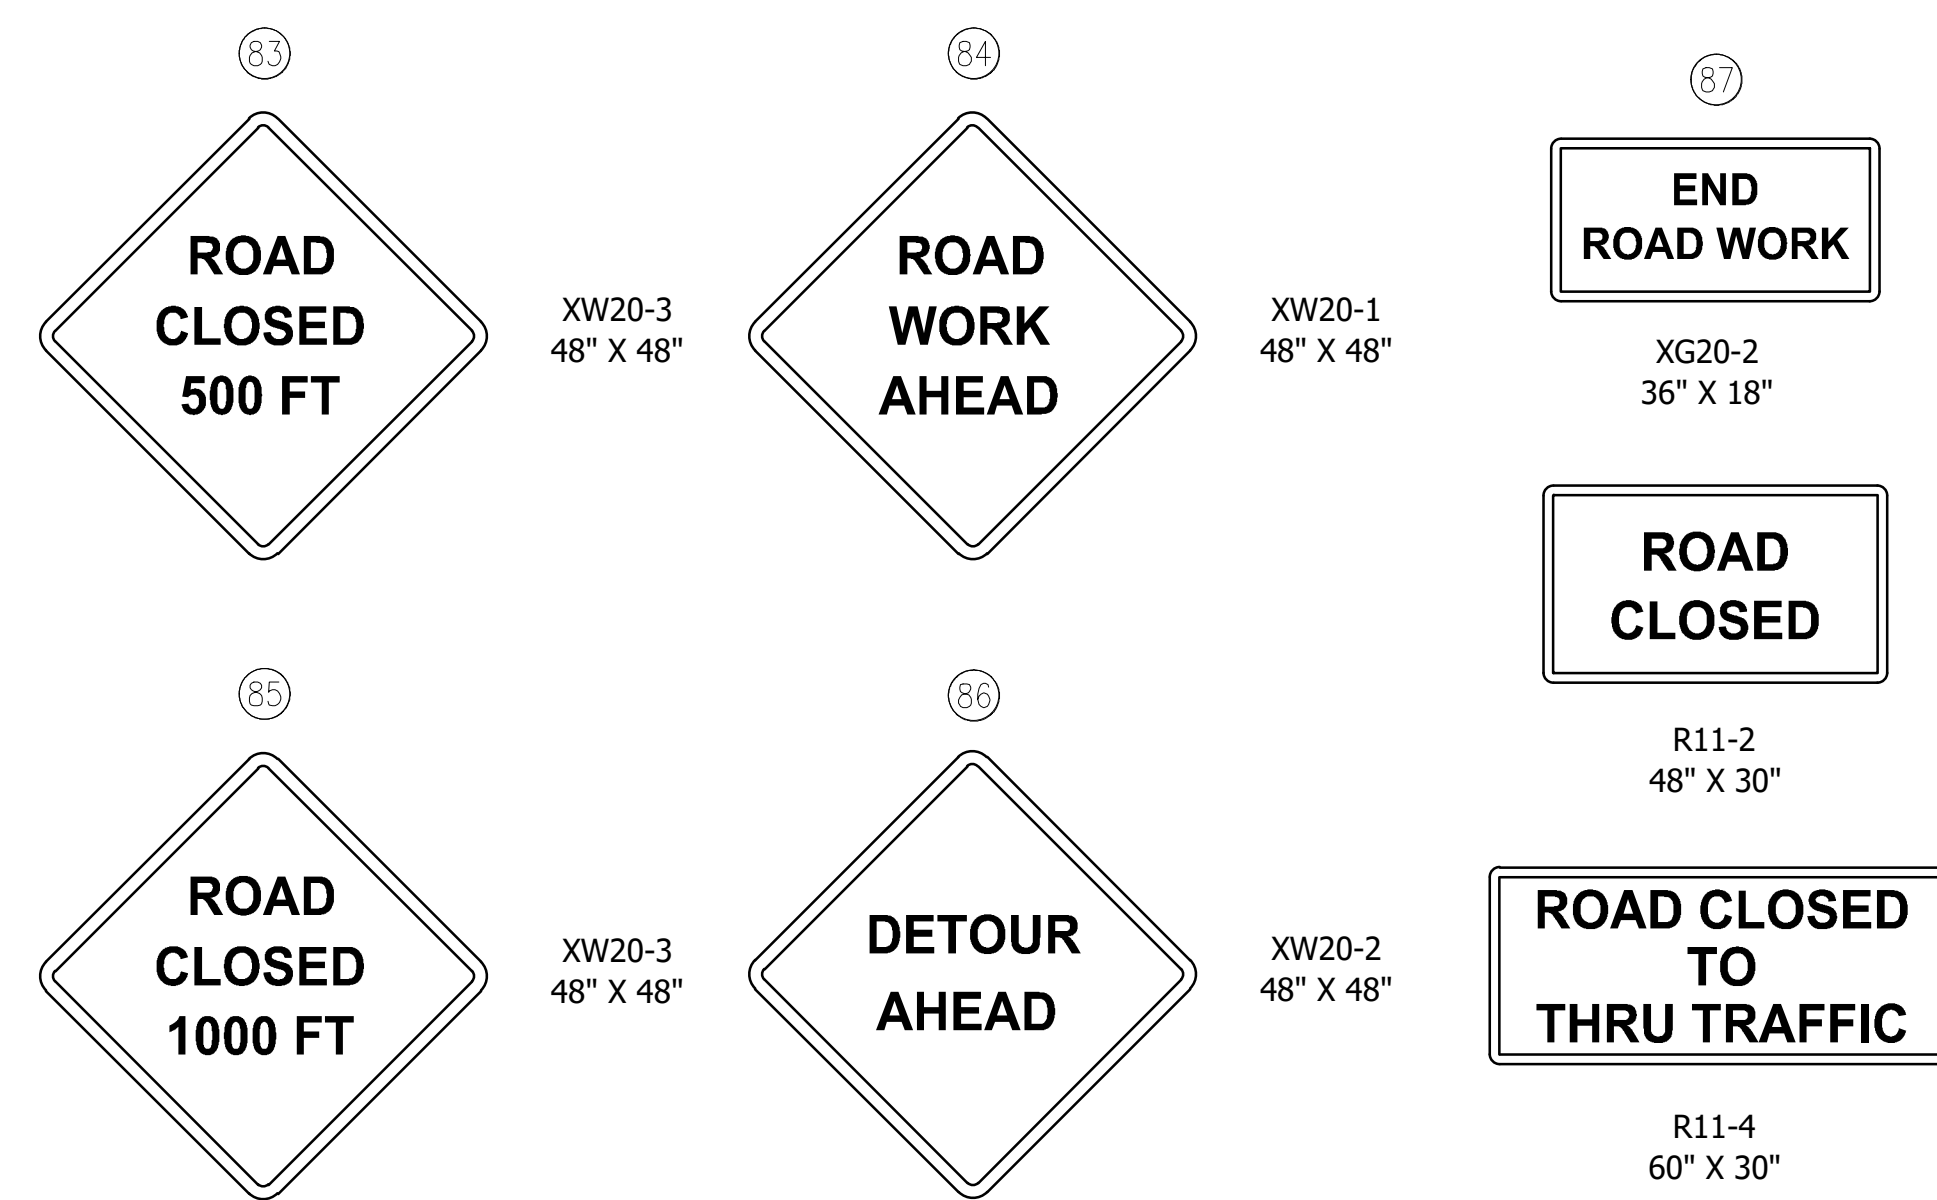 83
ROAD
CLOSED
500 FT
XW20-3
48" X 48"
84
ROAD
WORK
AHEAD
XW20-1
48" X 48"
87
END
ROAD WORK
XG20-2
36" X 18"
ROAD
CLOSED
R11-2
48" X 30"
85
ROAD
CLOSED
1000 FT
XW20-3
48" X 48"
86
DETOUR
AHEAD
XW20-2
48" X 48"
ROAD CLOSED
TO
THRU TRAFFIC
R11-4
60" X 30"